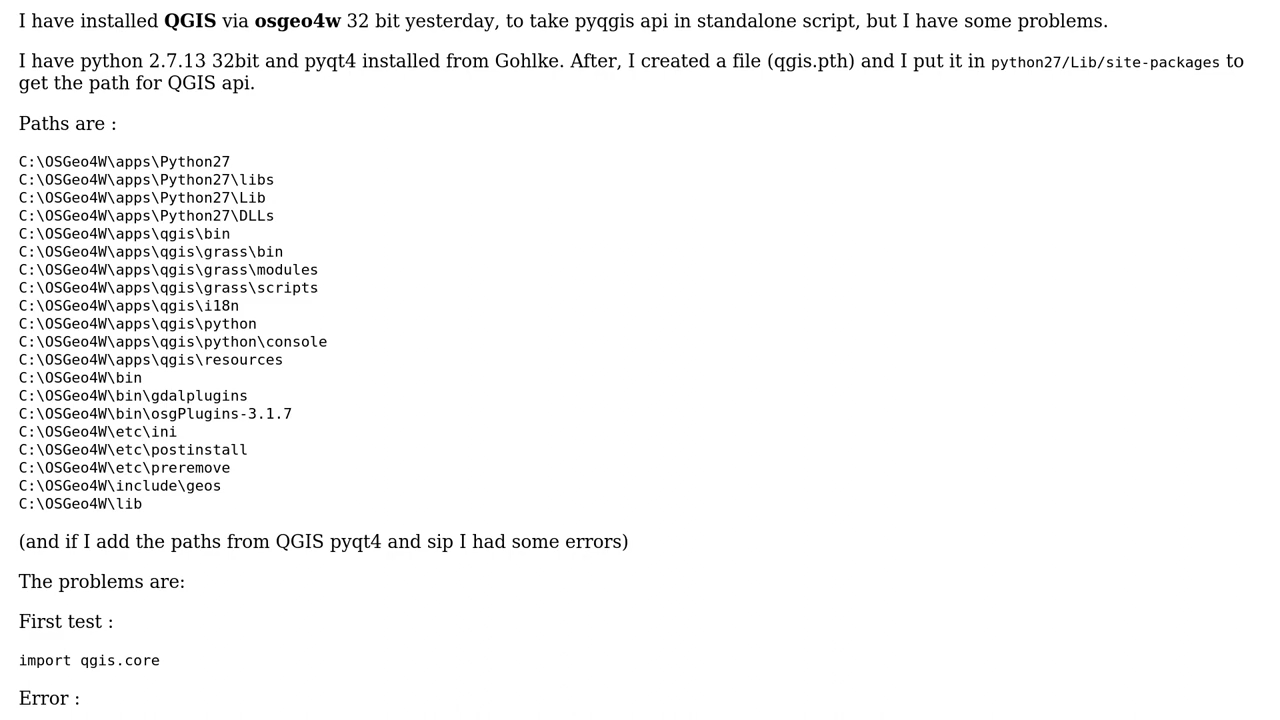 I have installed QGIS via osgeo4w 32 bit yesterday, to take pyqgis api in standalone script, but I have some problems.
I have python 2.7.13 32bit and pyqt4 installed from Gohlke. After, I created a file (qgis.pth) and I put it in python27/Lib/site-packages to
get the path for QGIS api.
Paths are :
C:\OSGeo4W\apps\Python27
C:\OSGeo4W\apps\Python27\libs
C:\OSGeo4W\apps\Python27\Lib
C:\OSGeo4W\apps\Python27\DLLs
C:\OSGeo4W\apps\qgis\bin
C:\OSGeo4W\apps\qgis\grass\bin
C:\OSGeo4W\apps\qgis\grass\modules
C:\OSGeo4W\apps\qgis\grass\scripts
C:\OSGeo4W\apps\qgis\i18n
C:\OSGeo4W\apps\qgis\python
C:\OSGeo4W\apps\qgis\python\console
C:\OSGeo4W\apps\qgis\resources
C:\OSGeo4W\bin
C:\OSGeo4W\bin\gdalplugins
C:\OSGeo4W\bin\osgPlugins-3.1.7
C:\OSGeo4W\etc\ini
C:\OSGeo4W\etc\postinstall
C:\OSGeo4W\etc\preremove
C:\OSGeo4W\include\geos
C:\OSGeo4W\lib
(and if I add the paths from QGIS pyqt4 and sip I had some errors)
The problems are:
First test :
import qgis.core
Error :